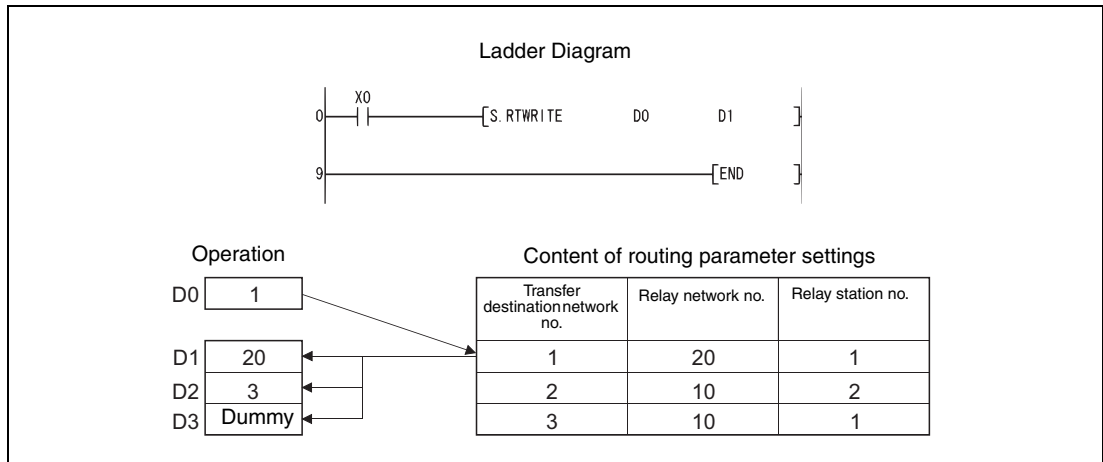 Ladder Diagram
X0
0 [S.RTWRITE D0 D1 ]
9 [END ]
Operation
Content of routing parameter settings
D0 1
Transfer destination network no. Relay network no. Relay station no.
D1 20 1 20 1
D2 3 2 10 2
D3 Dummy 3 10 1